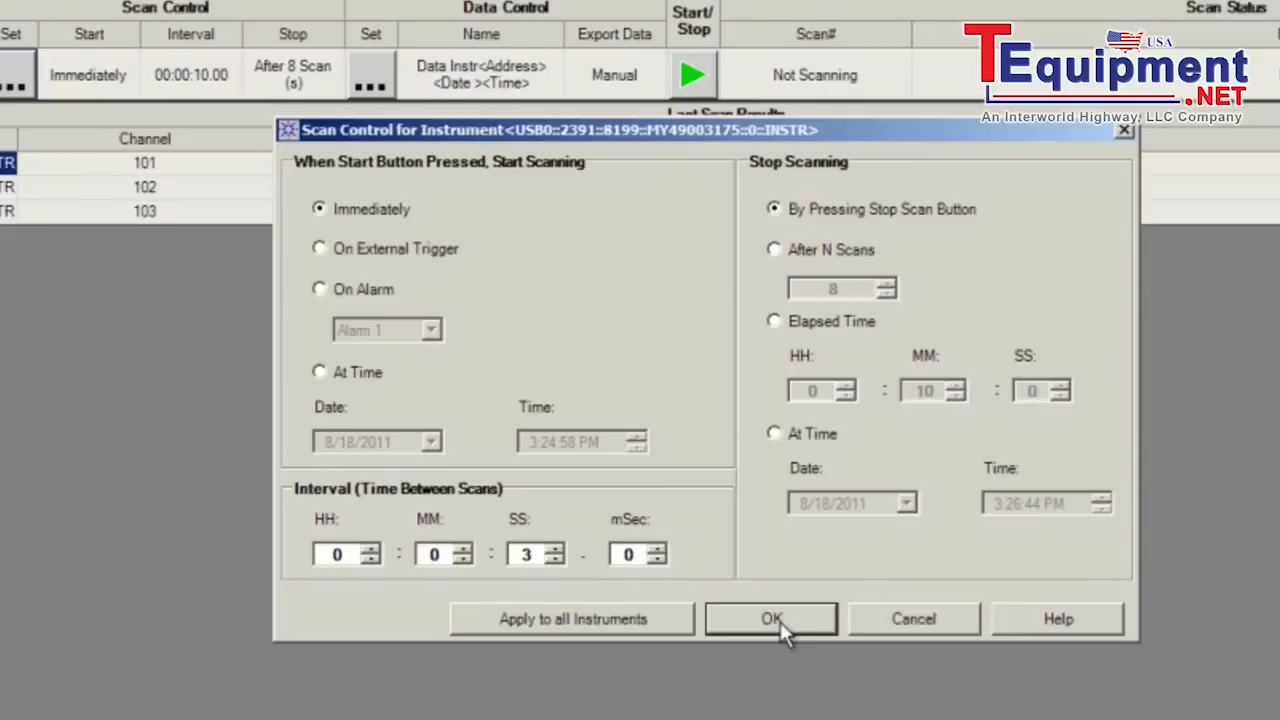 Scan Control Data Control Start/ Stop Scan Status
Set Start Interval Stop Set Name Export Data Scan#
... Immediately 00:00:10.00 After 8 Scan (s) ... Data Instr<Address> <Date ><Time> Manual Not Scanning
TEquipment.NET
USA
An Interworld Highway, LLC Company
Last Scan Results
Channel
TR 101
TR 102
TR 103
Scan Control for Instrument<USB0::2391::8199::MY49003175::0::INSTR>
When Start Button Pressed, Start Scanning
Immediately
On External Trigger
On Alarm
Alarm 1
At Time
Date: Time:
8/18/2011 3:24:58 PM
Interval (Time Between Scans)
HH: MM: SS: mSec:
0 : 0 : 3 . 0
Stop Scanning
By Pressing Stop Scan Button
After N Scans
8
Elapsed Time
HH: MM: SS:
0 : 10 : 0
At Time
Date: Time:
8/18/2011 3:26:44 PM
Apply to all Instruments OK Cancel Help